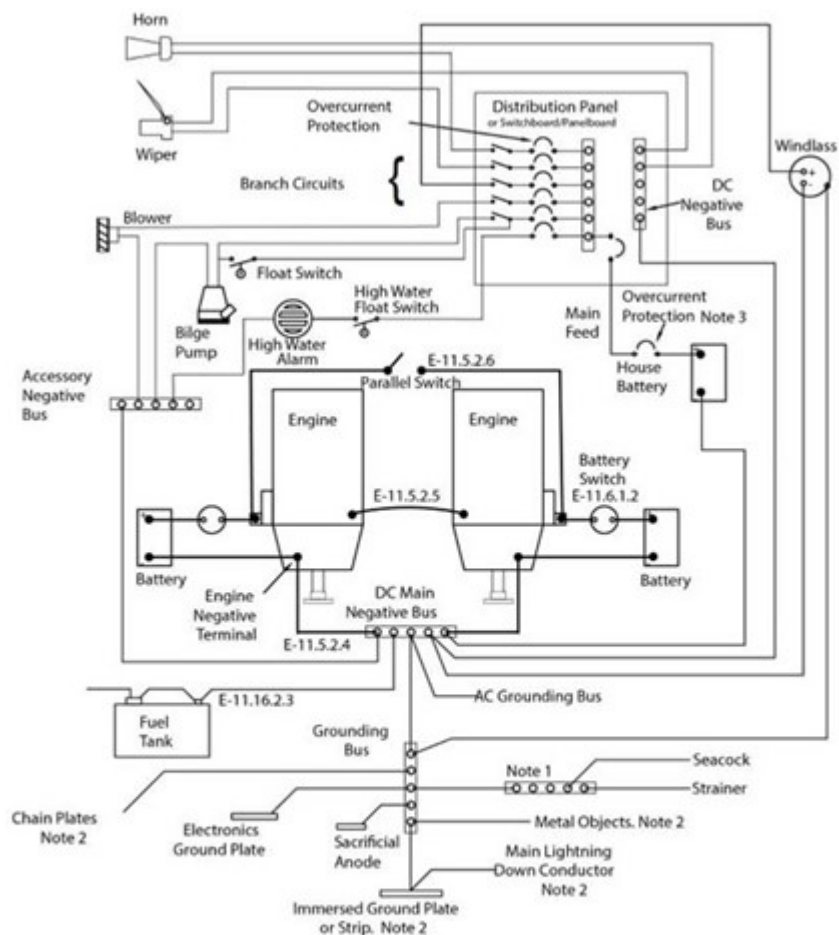 Horn
Overcurrent
Protection
Distribution Panel
or Switchboard/Panelboard
Windlass
+
-
Wiper
Branch Circuits
{
DC
Negative
Bus
Blower
Float Switch
High Water
Float Switch
Bilge
Pump
High Water
Alarm
Main
Feed
Overcurrent
Protection Note 3
House
Battery
E-11.5.2.6
Parallel Switch
Accessory
Negative
Bus
Engine
Engine
E-11.5.2.5
Battery
Switch
E-11.6.1.2
Battery
Battery
Engine
Negative
Terminal
DC Main
Negative Bus
E-11.5.2.4
E-11.16.2.3
AC Grounding Bus
Fuel
Tank
Grounding
Bus
Note 1
Seacock
Strainer
Chain Plates
Note 2
Electronics
Ground Plate
Sacrificial
Anode
Metal Objects. Note 2
Main Lightning
Down Conductor
Note 2
Immersed Ground Plate
or Strip. Note 2